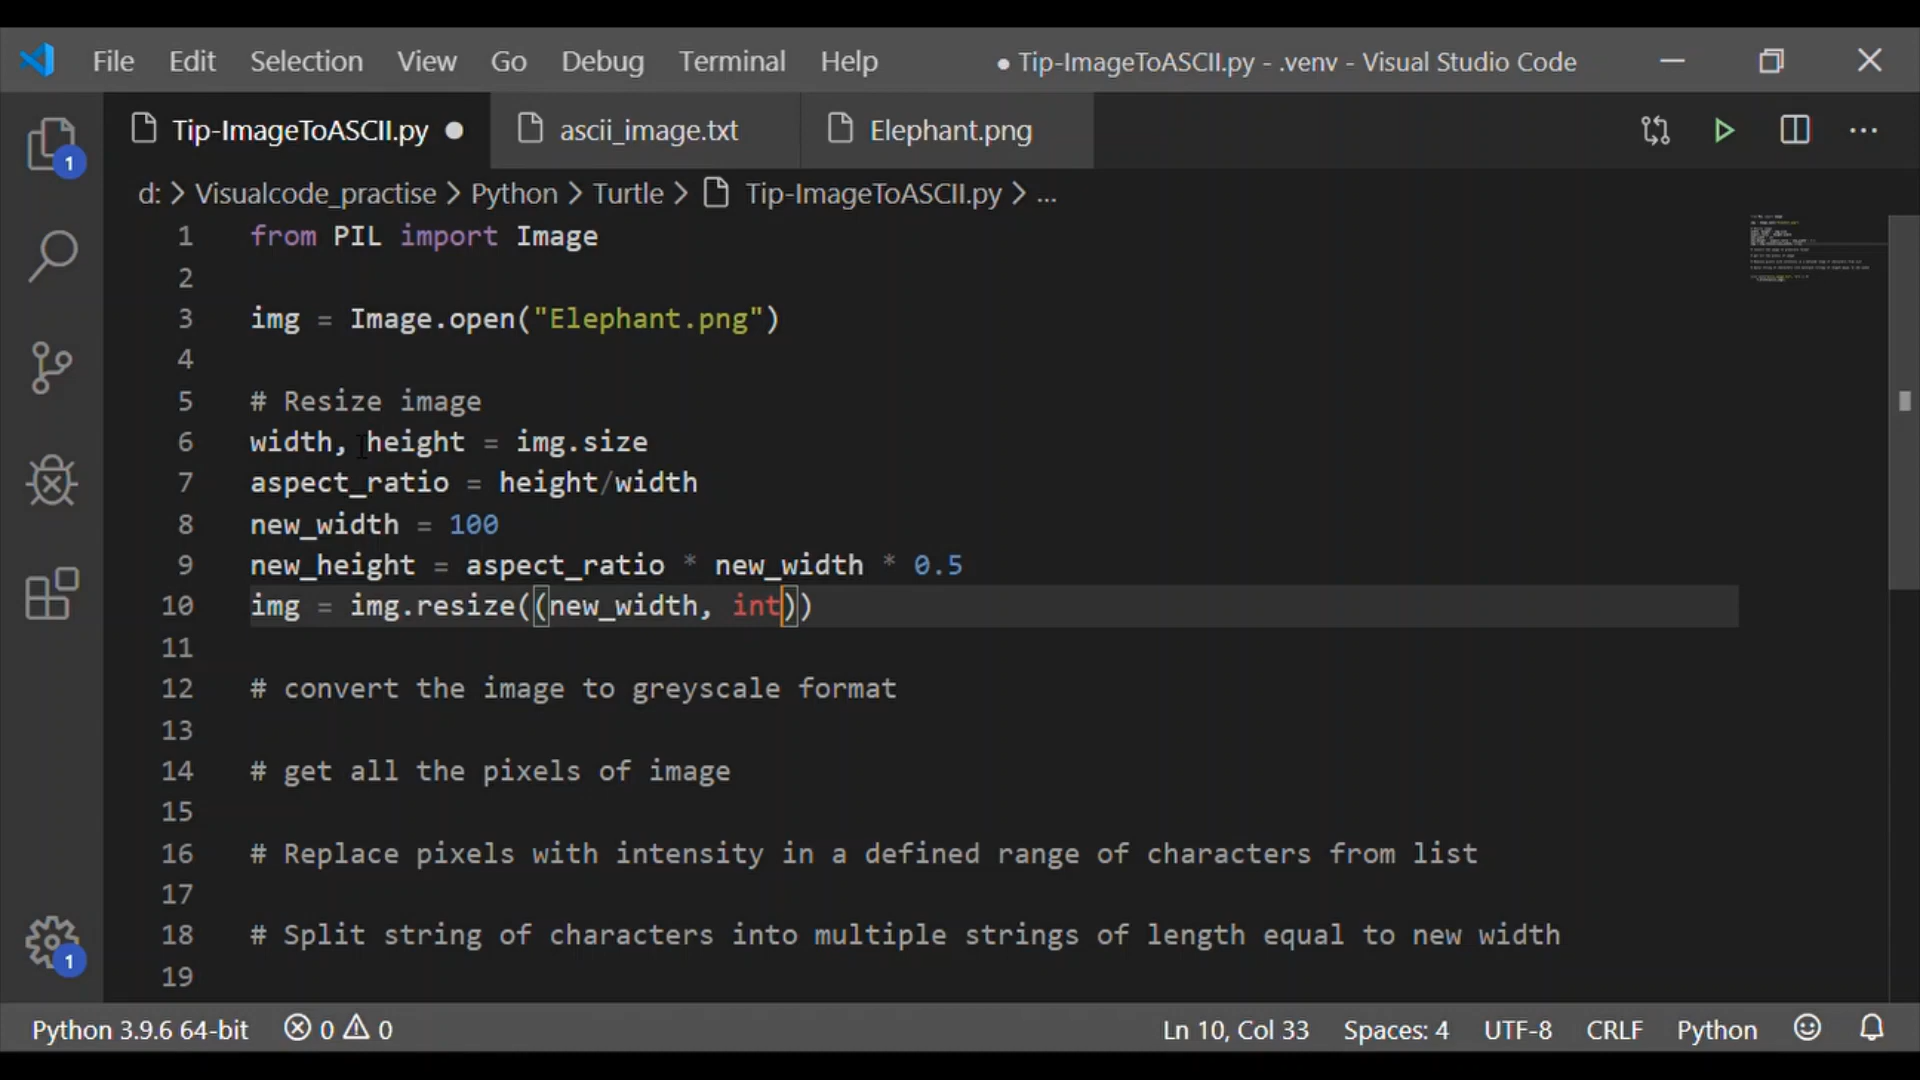 File Edit Selection View Go Debug Terminal Help ● Tip-ImageToASCII.py - .venv - Visual Studio Code
Tip-ImageToASCII.py ● ascii_image.txt Elephant.png ...
d: > Visualcode_practise > Python > Turtle > Tip-ImageToASCII.py > ...
1 from PIL import Image
2
3 img = Image.open("Elephant.png")
4
5 # Resize image
6 width, height = img.size
7 aspect_ratio = height/width
8 new_width = 100
9 new_height = aspect_ratio * new_width * 0.5
10 img = img.resize((new_width, int))
11
12 # convert the image to greyscale format
13
14 # get all the pixels of image
15
16 # Replace pixels with intensity in a defined range of characters from list
17
18 # Split string of characters into multiple strings of length equal to new width
19
1
1
Python 3.9.6 64-bit 0 0 Ln 10, Col 33 Spaces: 4 UTF-8 CRLF Python